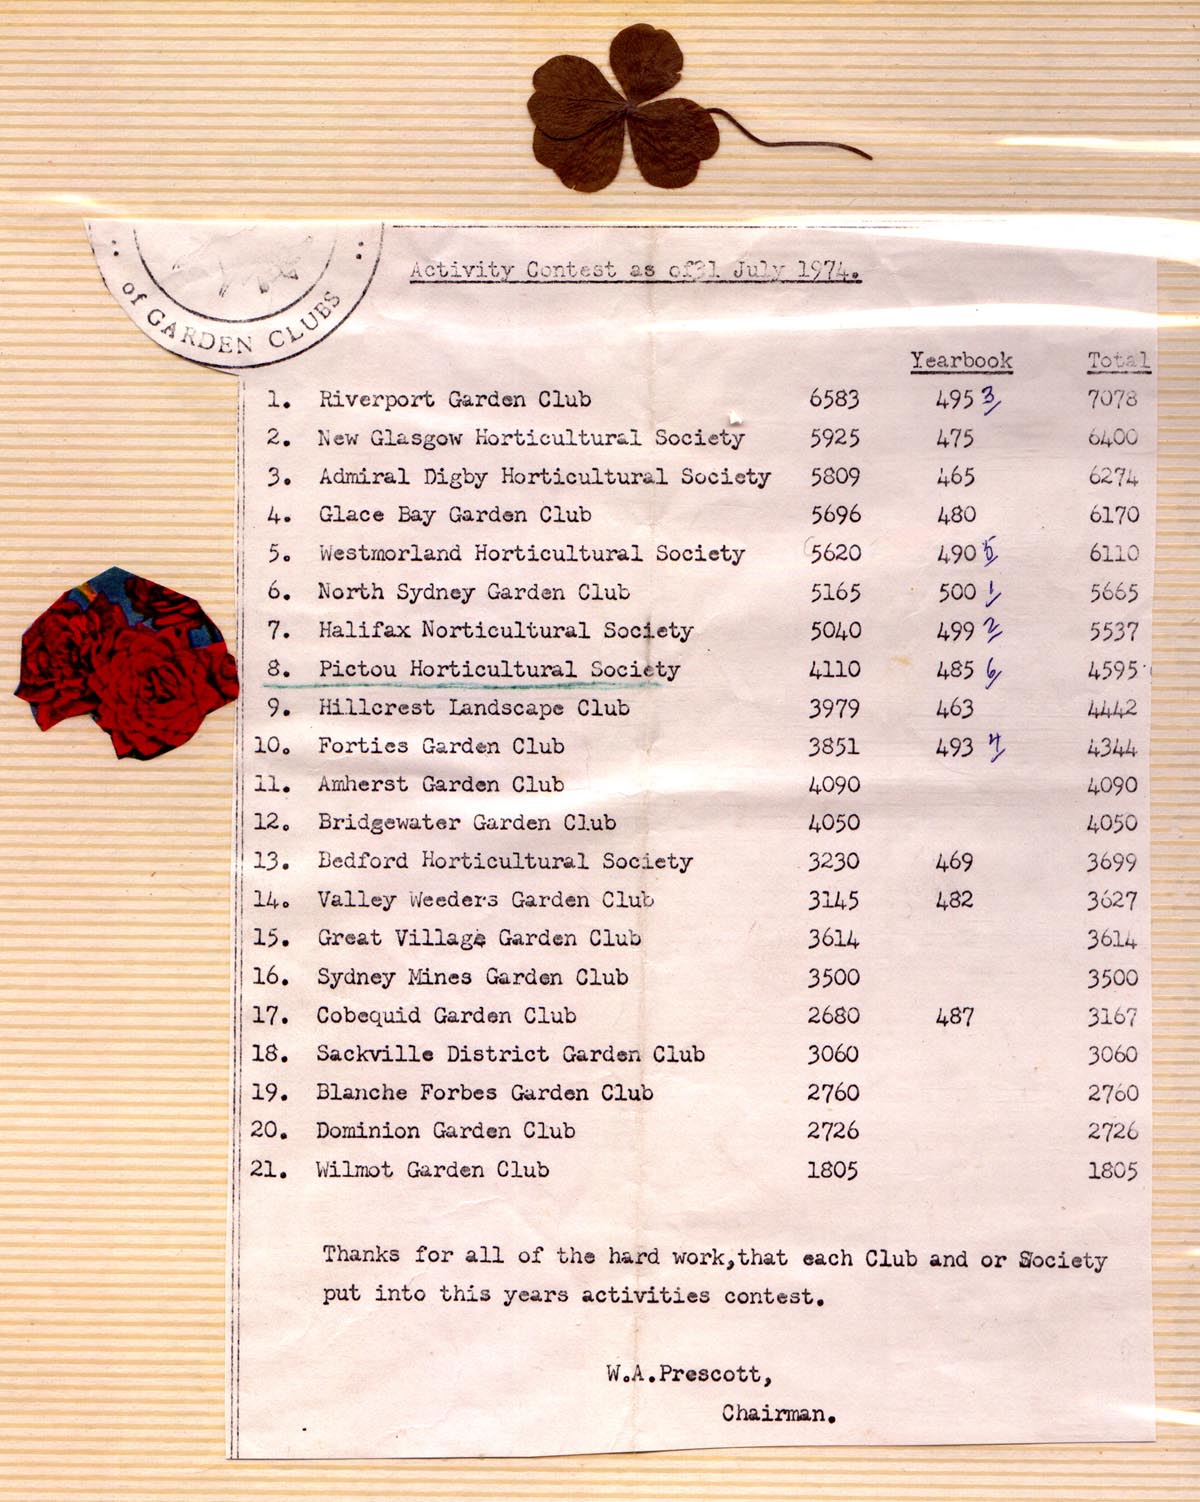 of GARDEN CLUBS
Activity Contest as of31 July 1974.
Yearbook Total
1. Riverport Garden Club 6583 495 3/ 7078
2. New Glasgow Horticultural Society 5925 475 6400
3. Admiral Digby Horticultural Society 5809 465 6274
4. Glace Bay Garden Club 5696 480 6170
5. Westmorland Horticultural Society 5620 490 5/ 6110
6. North Sydney Garden Club 5165 500 1/ 5665
7. Halifax Norticultural Society 5040 499 2/ 5537
8. Pictou Horticultural Society 4110 485 6/ 4595
9. Hillcrest Landscape Club 3979 463 4442
10. Forties Garden Club 3851 493 4/ 4344
11. Amherst Garden Club 4090 4090
12. Bridgewater Garden Club 4050 4050
13. Bedford Horticultural Society 3230 469 3699
14. Valley Weeders Garden Club 3145 482 3627
15. Great Village Garden Club 3614 3614
16. Sydney Mines Garden Club 3500 3500
17. Cobequid Garden Club 2680 487 3167
18. Sackville District Garden Club 3060 3060
19. Blanche Forbes Garden Club 2760 2760
20. Dominion Garden Club 2726 2726
21. Wilmot Garden Club 1805 1805
Thanks for all of the hard work,that each Club and or Society
put into this years activities contest.
W.A.Prescott,
Chairman.